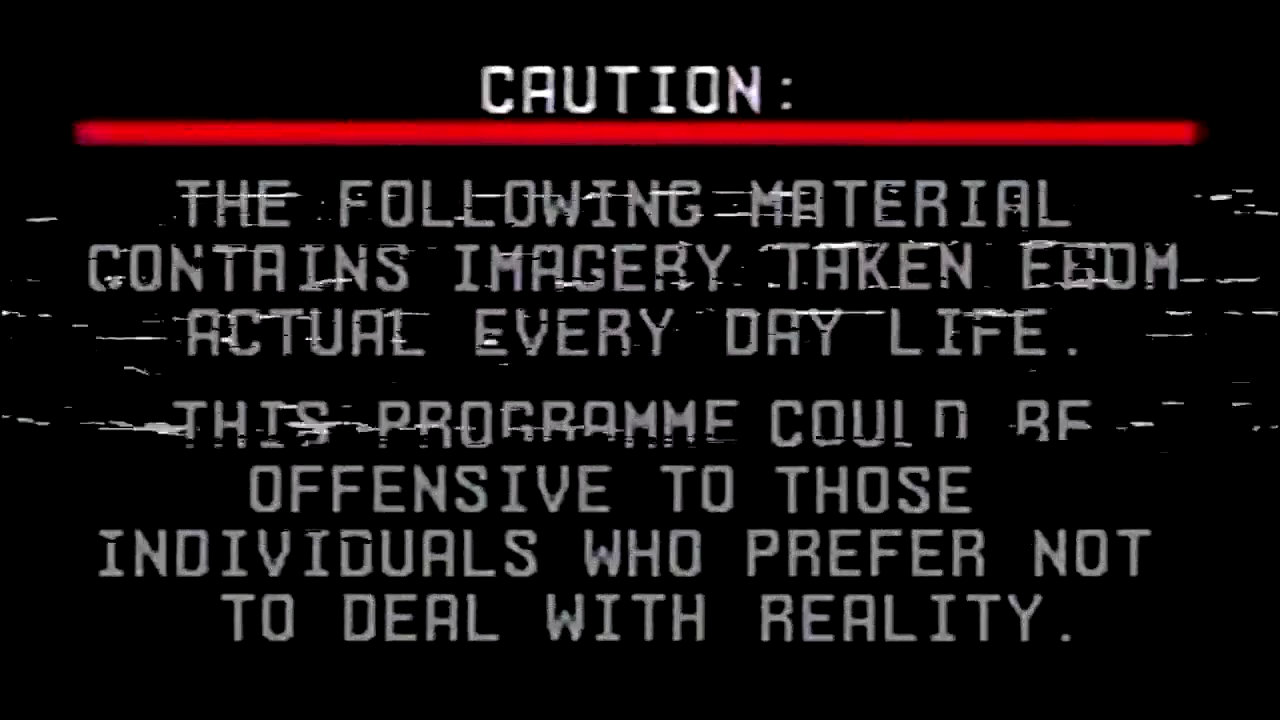 CAUTION:
THE FOLLOWING MATERIAL
CONTAINS IMAGERY TAKEN FROM
ACTUAL EVERY DAY LIFE.
THIS PROGRAMME COULD BE
OFFENSIVE TO THOSE
INDIVIDUALS WHO PREFER NOT
TO DEAL WITH REALITY.